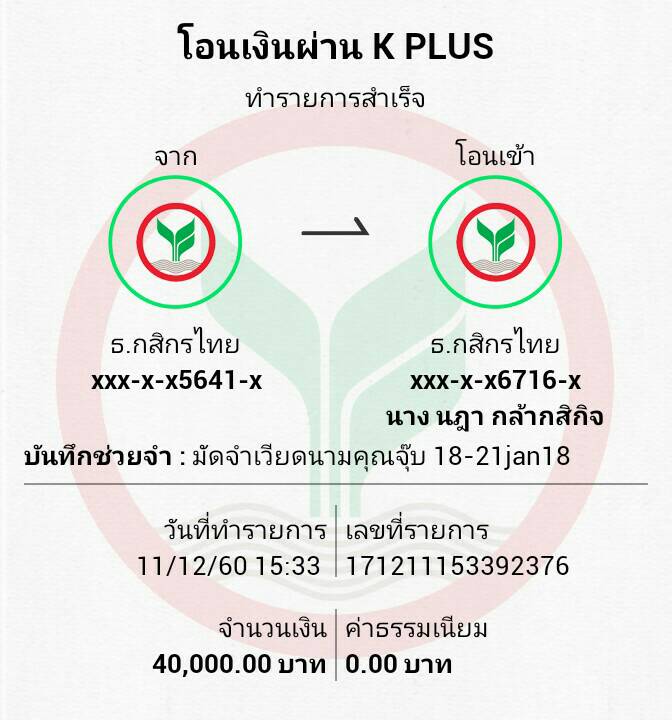 โอนเงินผ่าน K PLUS
ทำรายการสำเร็จ
จาก
โอนเข้า
ธ.กสิกรไทย
xxx-x-x5641-x
ธ.กสิกรไทย
xxx-x-x6716-x
นาง นฎา กล้ากสิกิจ
บันทึกช่วยจำ : มัดจำเวียดนามคุณจุ๊บ 18-21jan18
วันที่ทำรายการ
11/12/60 15:33
เลขที่รายการ
171211153392376
จำนวนเงิน
40,000.00 บาท
ค่าธรรมเนียม
0.00 บาท